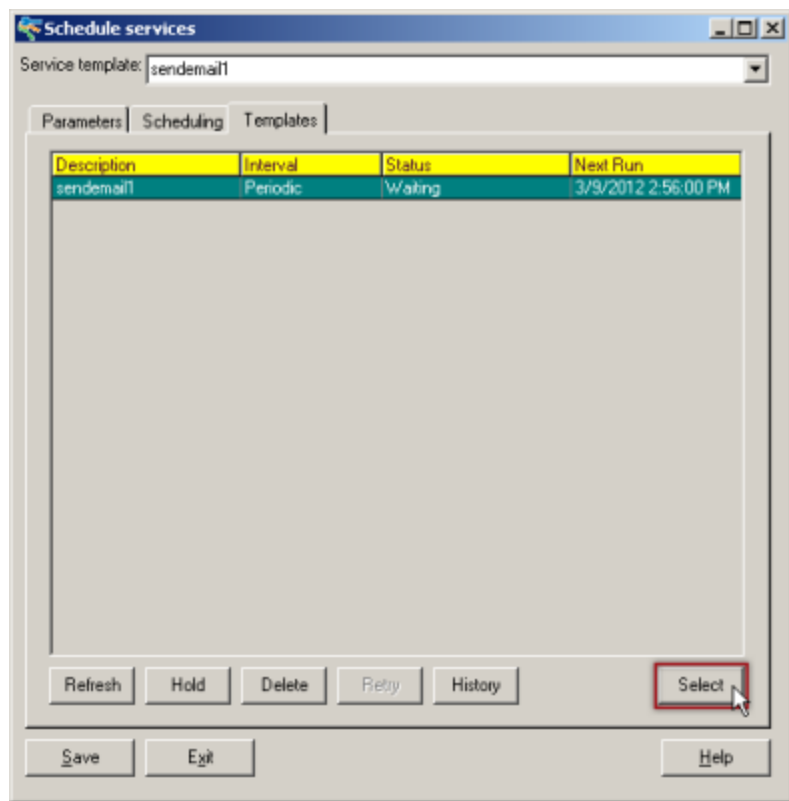 Schedule services
Service template: sendemail1
Parameters Scheduling Templates
Description Interval Status Next Run
sendemail1 Periodic Waiting 3/9/2012 2:56:00 PM
Refresh Hold Delete Retry History Select
Save Exit Help